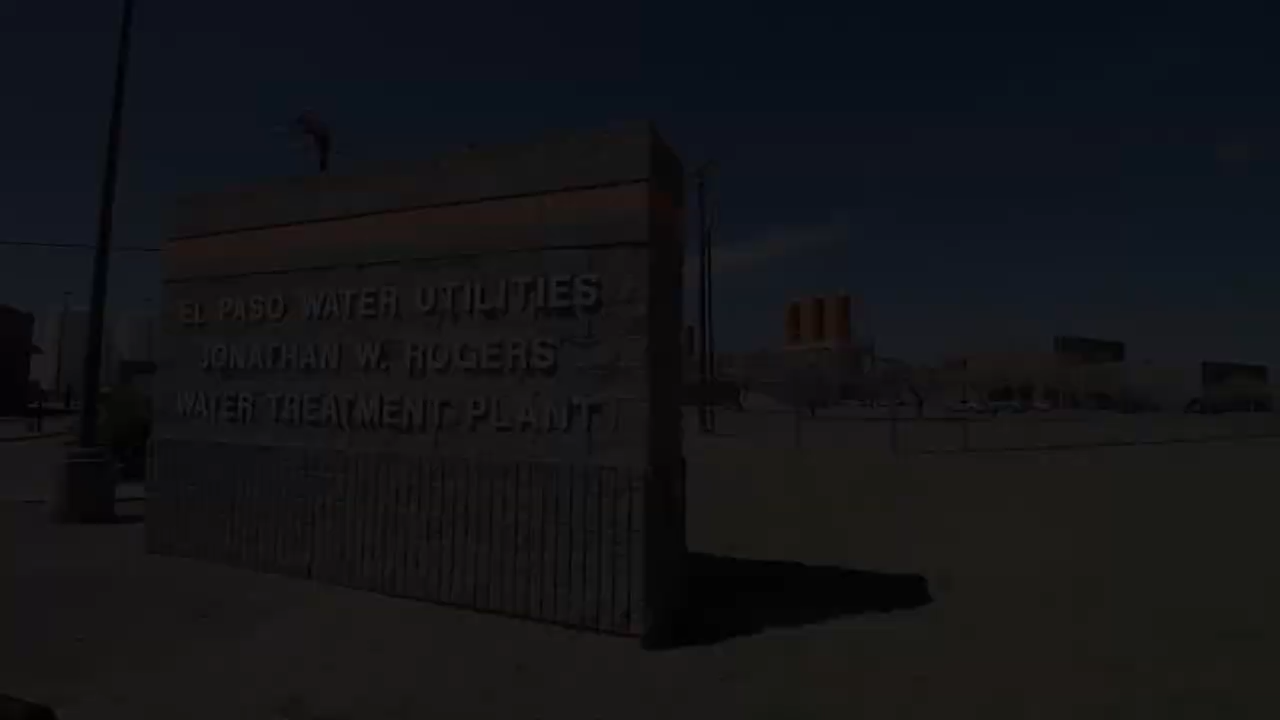 EL PASO WATER UTILITIES
JONATHAN W. ROGERS
WATER TREATMENT PLANT